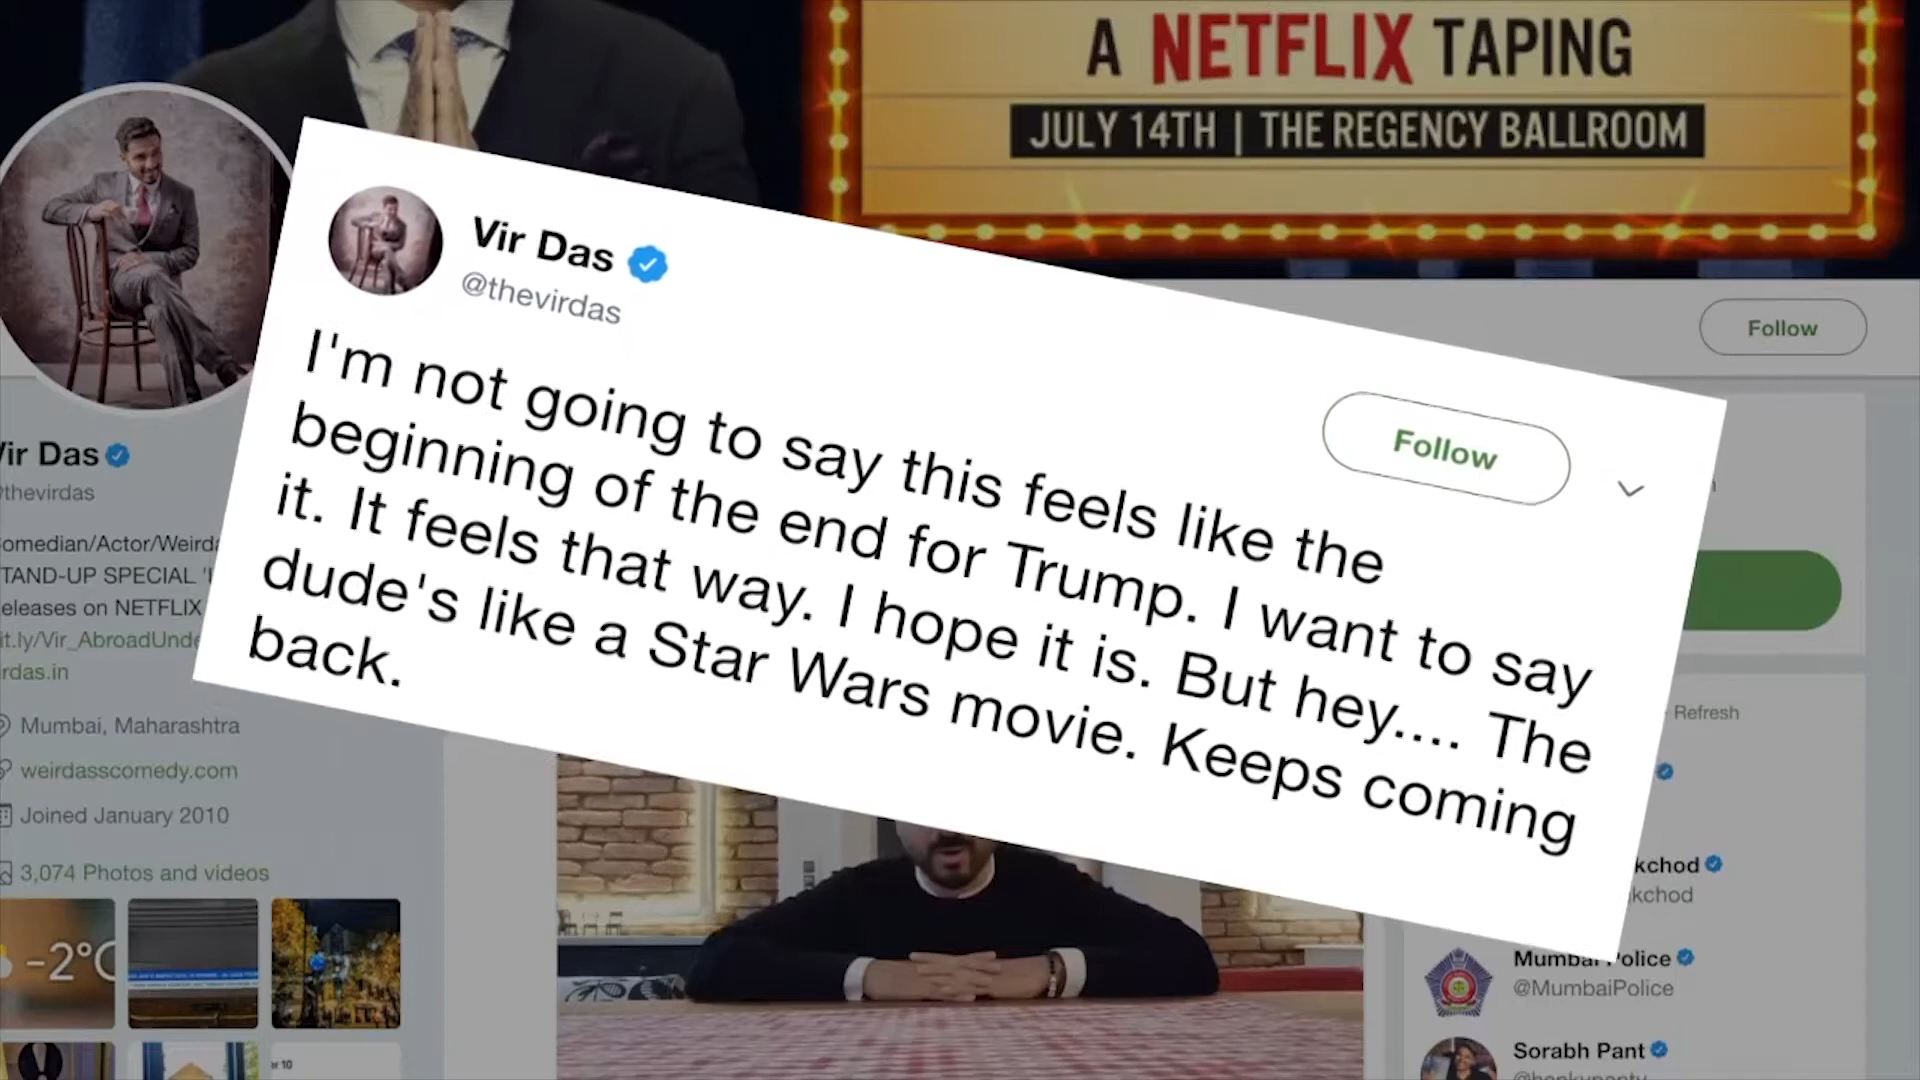 A NETFLIX TAPING
JULY 14TH | THE REGENCY BALLROOM
Follow
Vir Das
@thevirdas
Follow
I'm not going to say this feels like the
beginning of the end for Trump. I want to say
it. It feels that way. I hope it is. But hey.... The
dude's like a Star Wars movie. Keeps coming
back.
Vir Das
@thevirdas
omedian/Actor/Weirda
TAND-UP SPECIAL
eleases on NETFLIX
it.ly/Vir_AbroadUnde
rdas.in
Mumbai, Maharashtra
weirdasscomedy.com
Joined January 2010
3,074 Photos and videos
-2°C
Refresh
kchod
kchod
Mumbai Police
@MumbaiPolice
Sorabh Pant